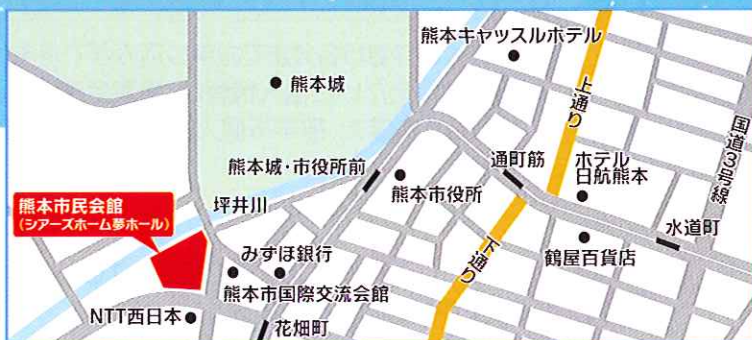 熊本キャッスルホテル
熊本城
上通り
国道3号線
熊本城・市役所前
通町筋
ホテル
日航熊本
熊本市役所
熊本市民会館
(シアーズホーム夢ホール)
坪井川
水道町
みずほ銀行
下通り
鶴屋百貨店
熊本市国際交流会館
NTT西日本
花畑町